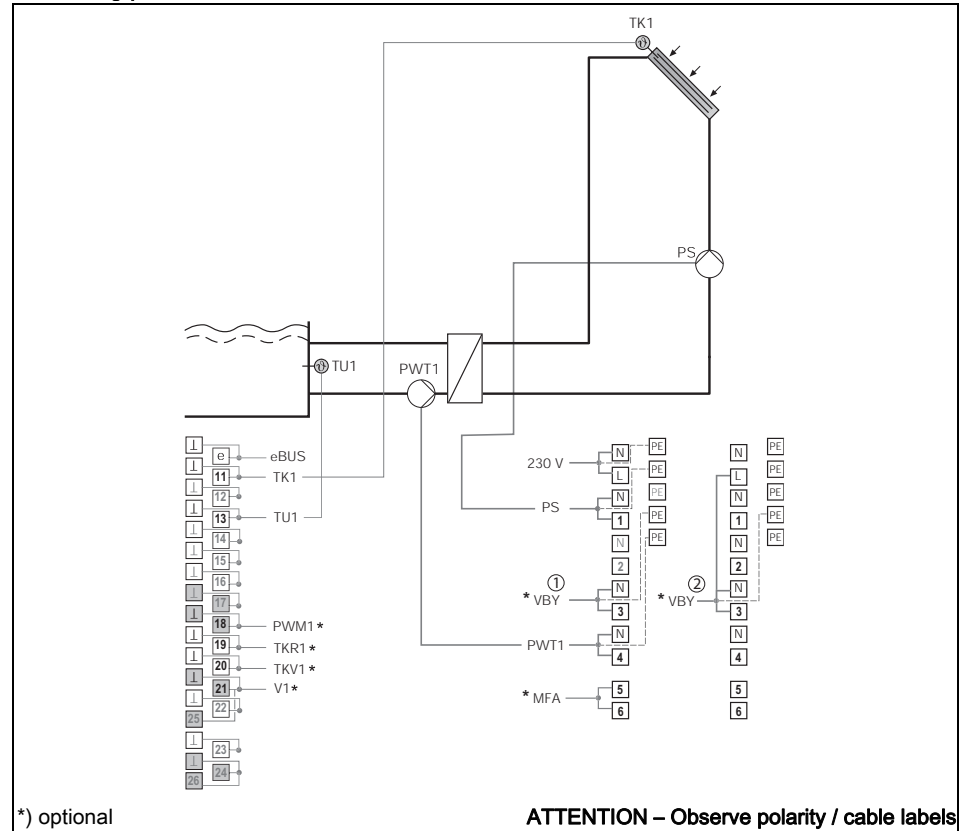 TK1
PS
TU1
PWT1
⊥
e eBUS
⊥
11 TK1
⊥
12
⊥
13 TU1
⊥
14
⊥
15
⊥
16
⊥
17
⊥
18 PWM1*
⊥
19 TKR1*
⊥
20 TKV1*
⊥
21 V1*
⊥
22
25
⊥
23
⊥
24
26
230 V N PE
L PE
PS N PE
1 PE
N PE
2
① * VBY N
3
PWT1 N
4
* MFA 5
6
N PE
L PE
N PE
1 PE
N PE
2
② * VBY N
3
N
4
5
6
*) optional
ATTENTION – Observe polarity / cable labels